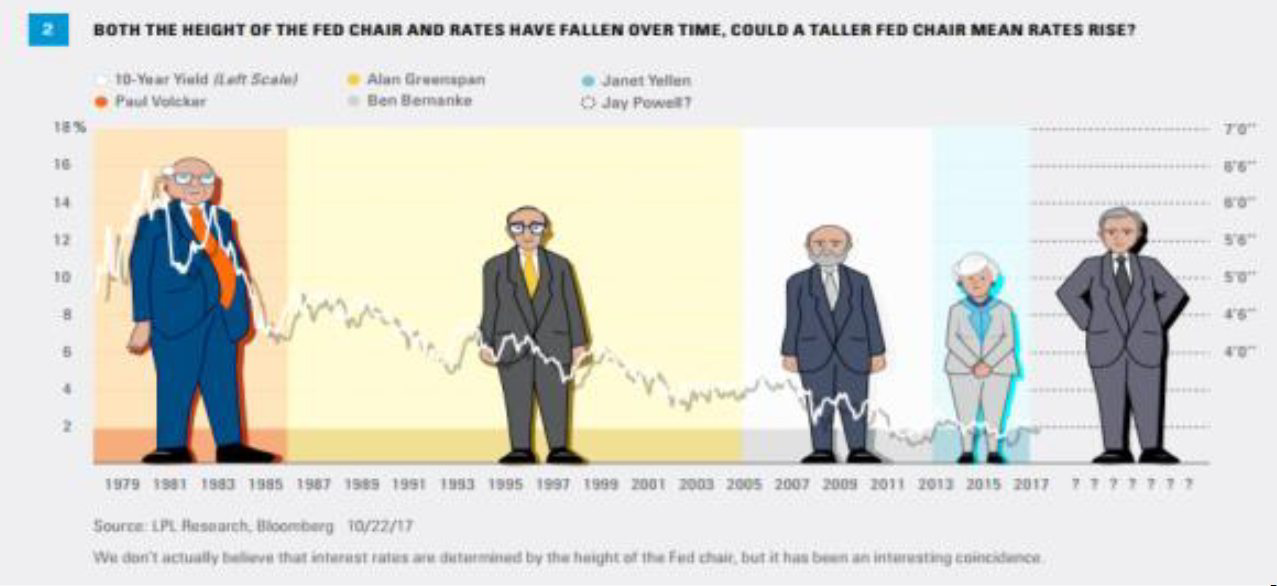 2
BOTH THE HEIGHT OF THE FED CHAIR AND RATES HAVE FALLEN OVER TIME, COULD A TALLER FED CHAIR MEAN RATES RISE?
10-Year Yield (Left Scale)
Alan Greenspan
Janet Yellen
Paul Volcker
Ben Bernanke
Jay Powell?
18%
7'0"
16
6'6"
14
6'0"
12
5'6"
10
5'0"
8
4'6"
6
4'0"
4
2
1979 1981 1983 1985 1987 1989 1991 1993 1995 1997 1999 2001 2003 2005 2007 2009 2011 2013 2015 2017 ? ? ? ? ? ? ?
Source: LPL Research, Bloomberg 10/22/17
We don't actually believe that interest rates are determined by the height of the Fed chair, but it has been an interesting coincidence.